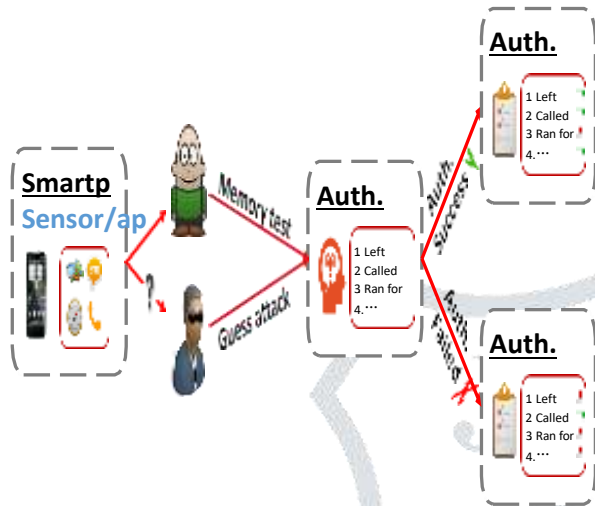 Smartp
Sensor/ap
?
Memory test
Guess attack
Auth.
1 Left
2 Called
3 Ran for
4. ...
Auth.
Success
Auth.
1 Left
2 Called
3 Ran for
4. ...
Auth.
1 Left
2 Called
3 Ran for
4. ...